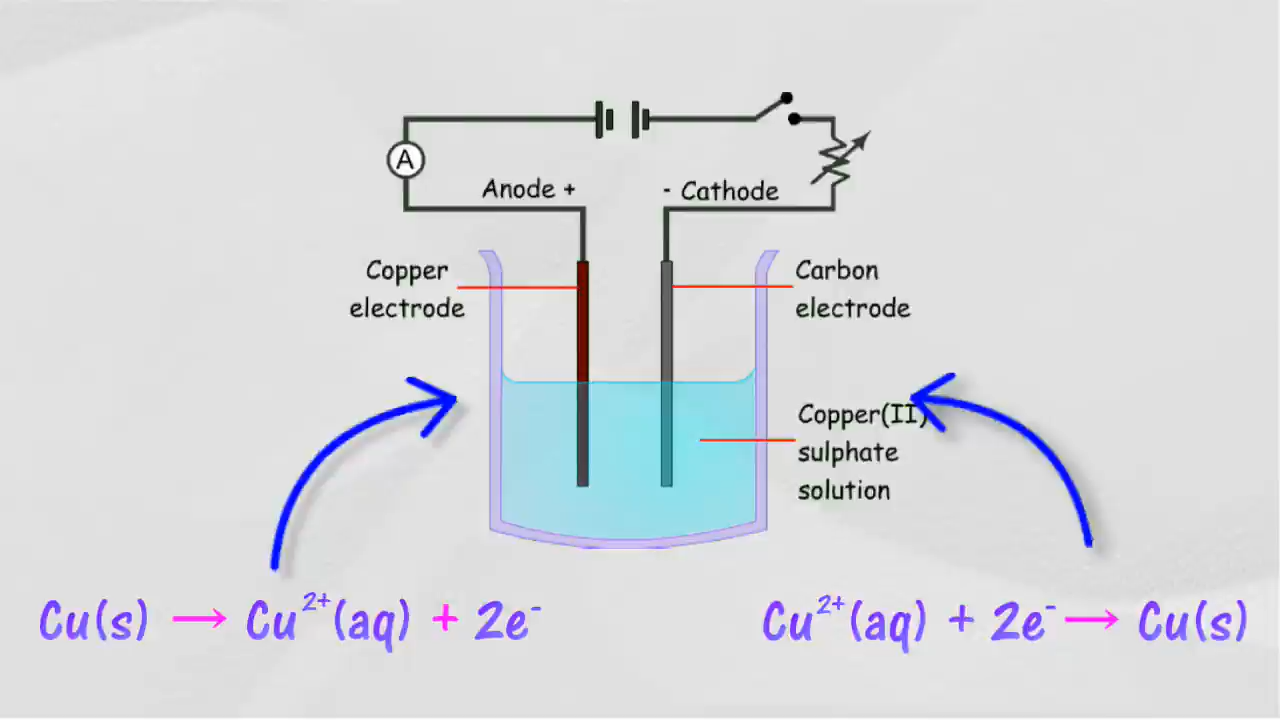 A
Anode +
- Cathode
Copper
electrode
Carbon
electrode
Copper(II)
sulphate
solution
Cu(s) → Cu²⁺(aq) + 2e⁻
Cu²⁺(aq) + 2e⁻ → Cu(s)